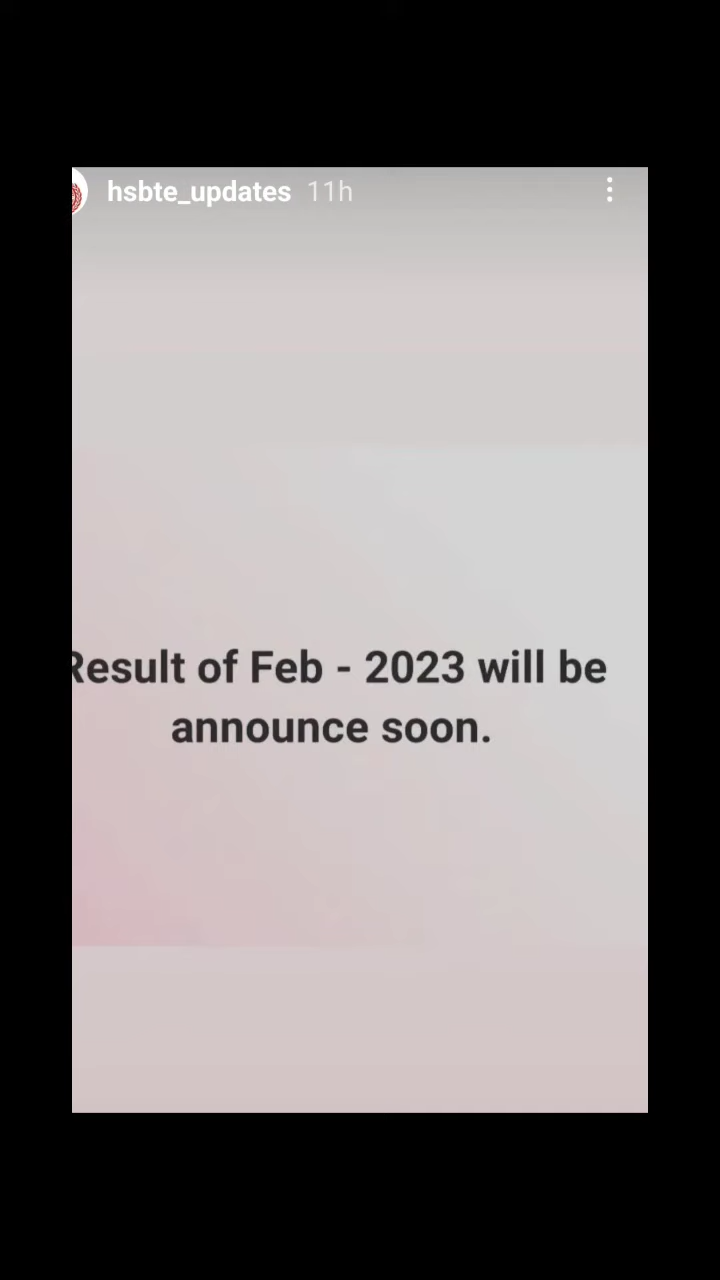 hsbte_updates 11h
Result of Feb - 2023 will be
announce soon.